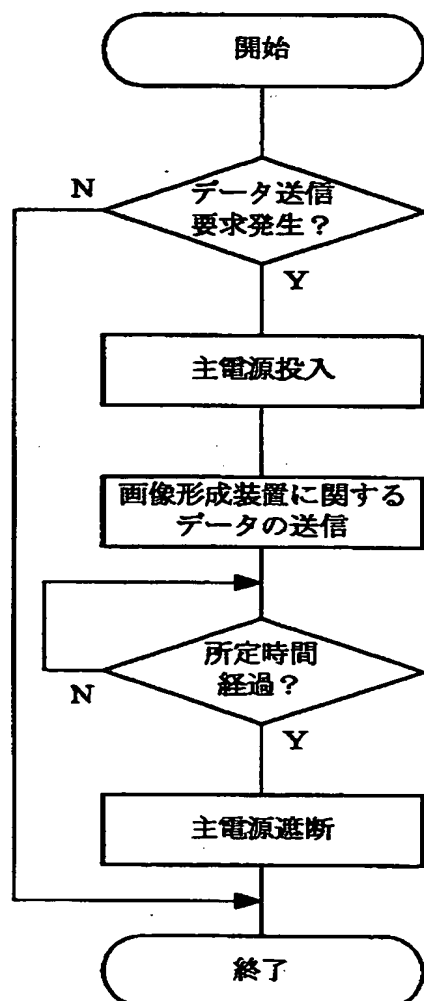 開始
データ送信
要求発生？
N
Y
主電源投入
画像形成装置に関する
データの送信
所定時間
経過？
N
Y
主電源遮断
終了